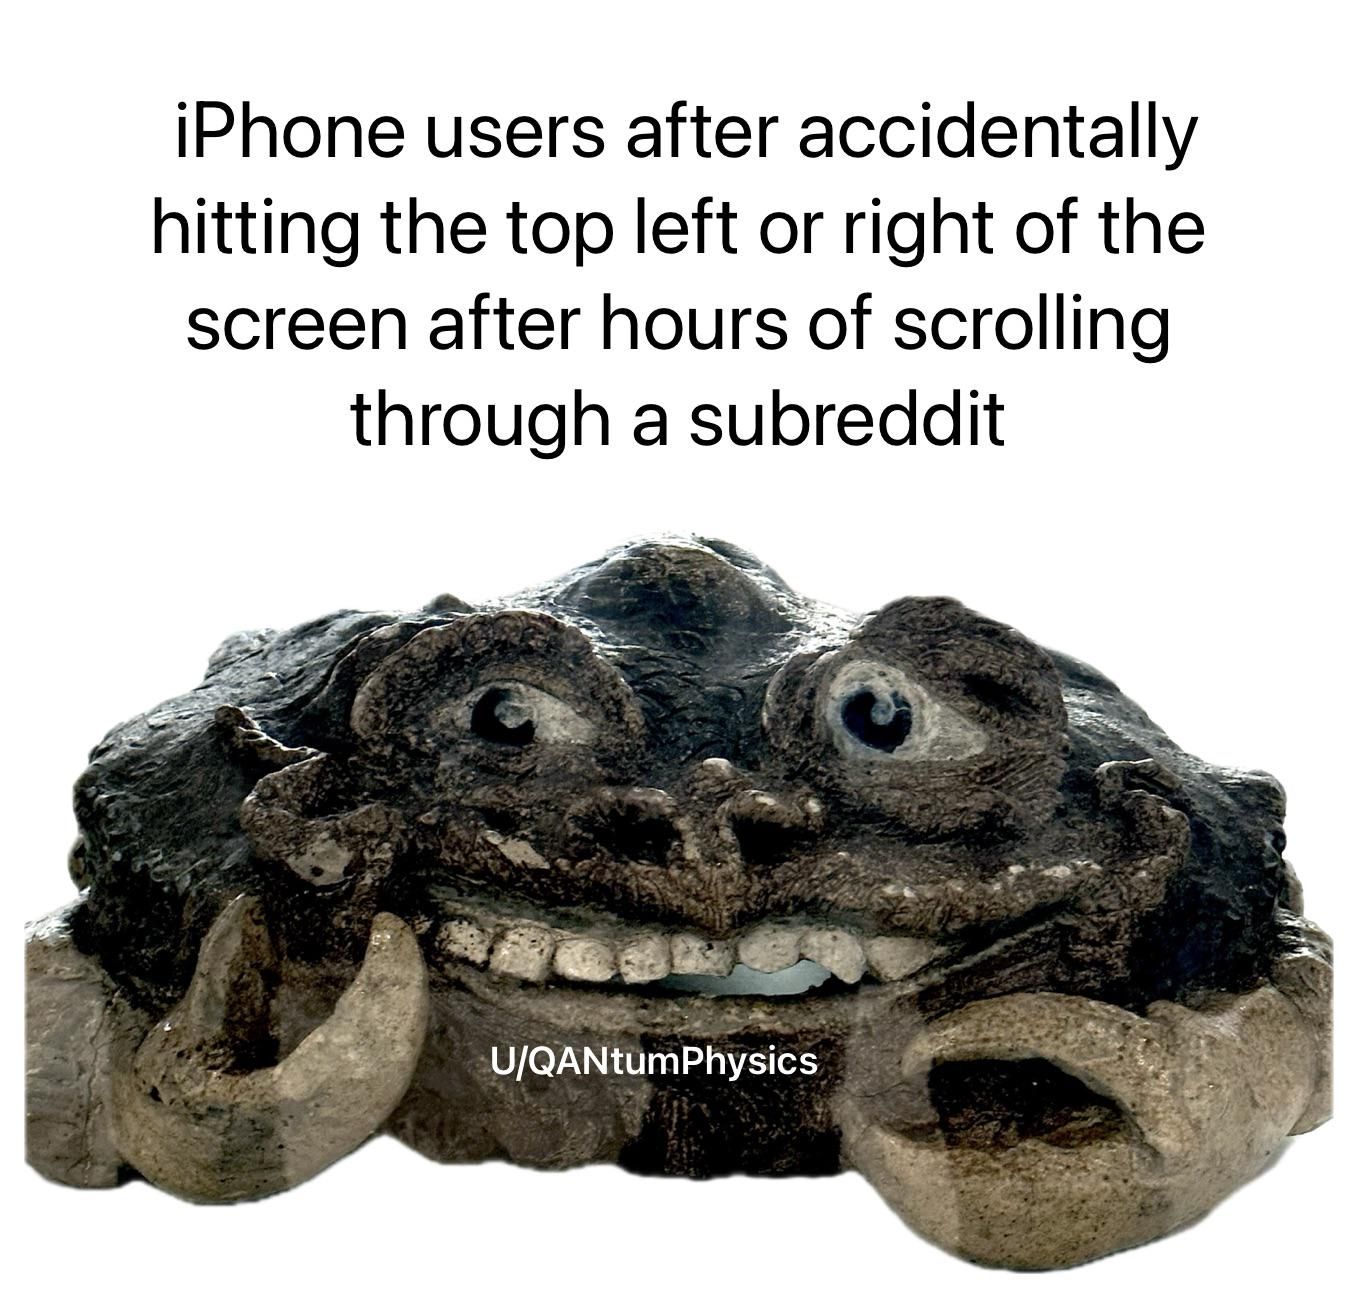 iPhone users after accidentally
hitting the top left or right of the
screen after hours of scrolling
through a subreddit
U/QANtumPhysics